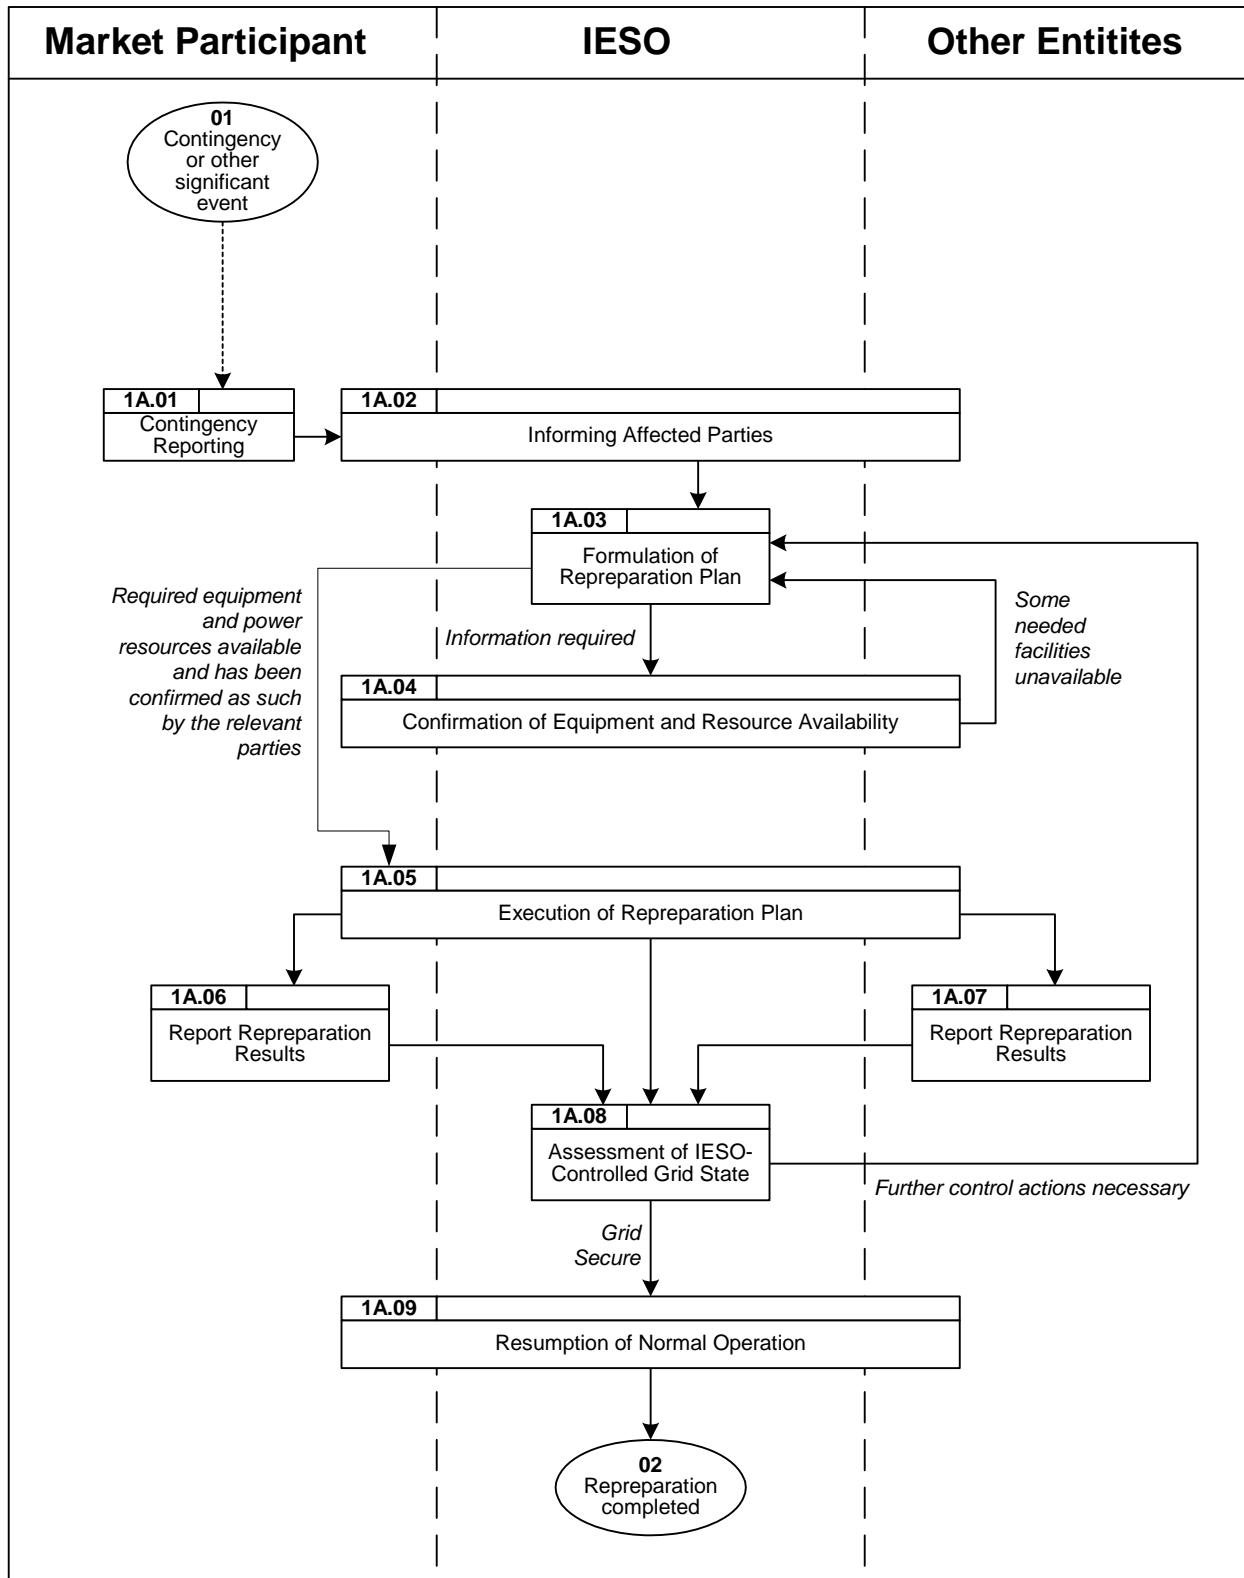 Market Participant
IESO
Other Entitites
01
Contingency
or other
significant
event
1A.01
Contingency
Reporting
1A.02
Informing Affected Parties
1A.03
Formulation of
Repreparation Plan
Required equipment
and power
resources available
and has been
confirmed as such
by the relevant
parties
Information required
Some
needed
facilities
unavailable
1A.04
Confirmation of Equipment and Resource Availability
1A.05
Execution of Repreparation Plan
1A.06
Report Repreparation
Results
1A.07
Report Repreparation
Results
1A.08
Assessment of IESO-
Controlled Grid State
Further control actions necessary
Grid
Secure
1A.09
Resumption of Normal Operation
02
Repreparation
completed